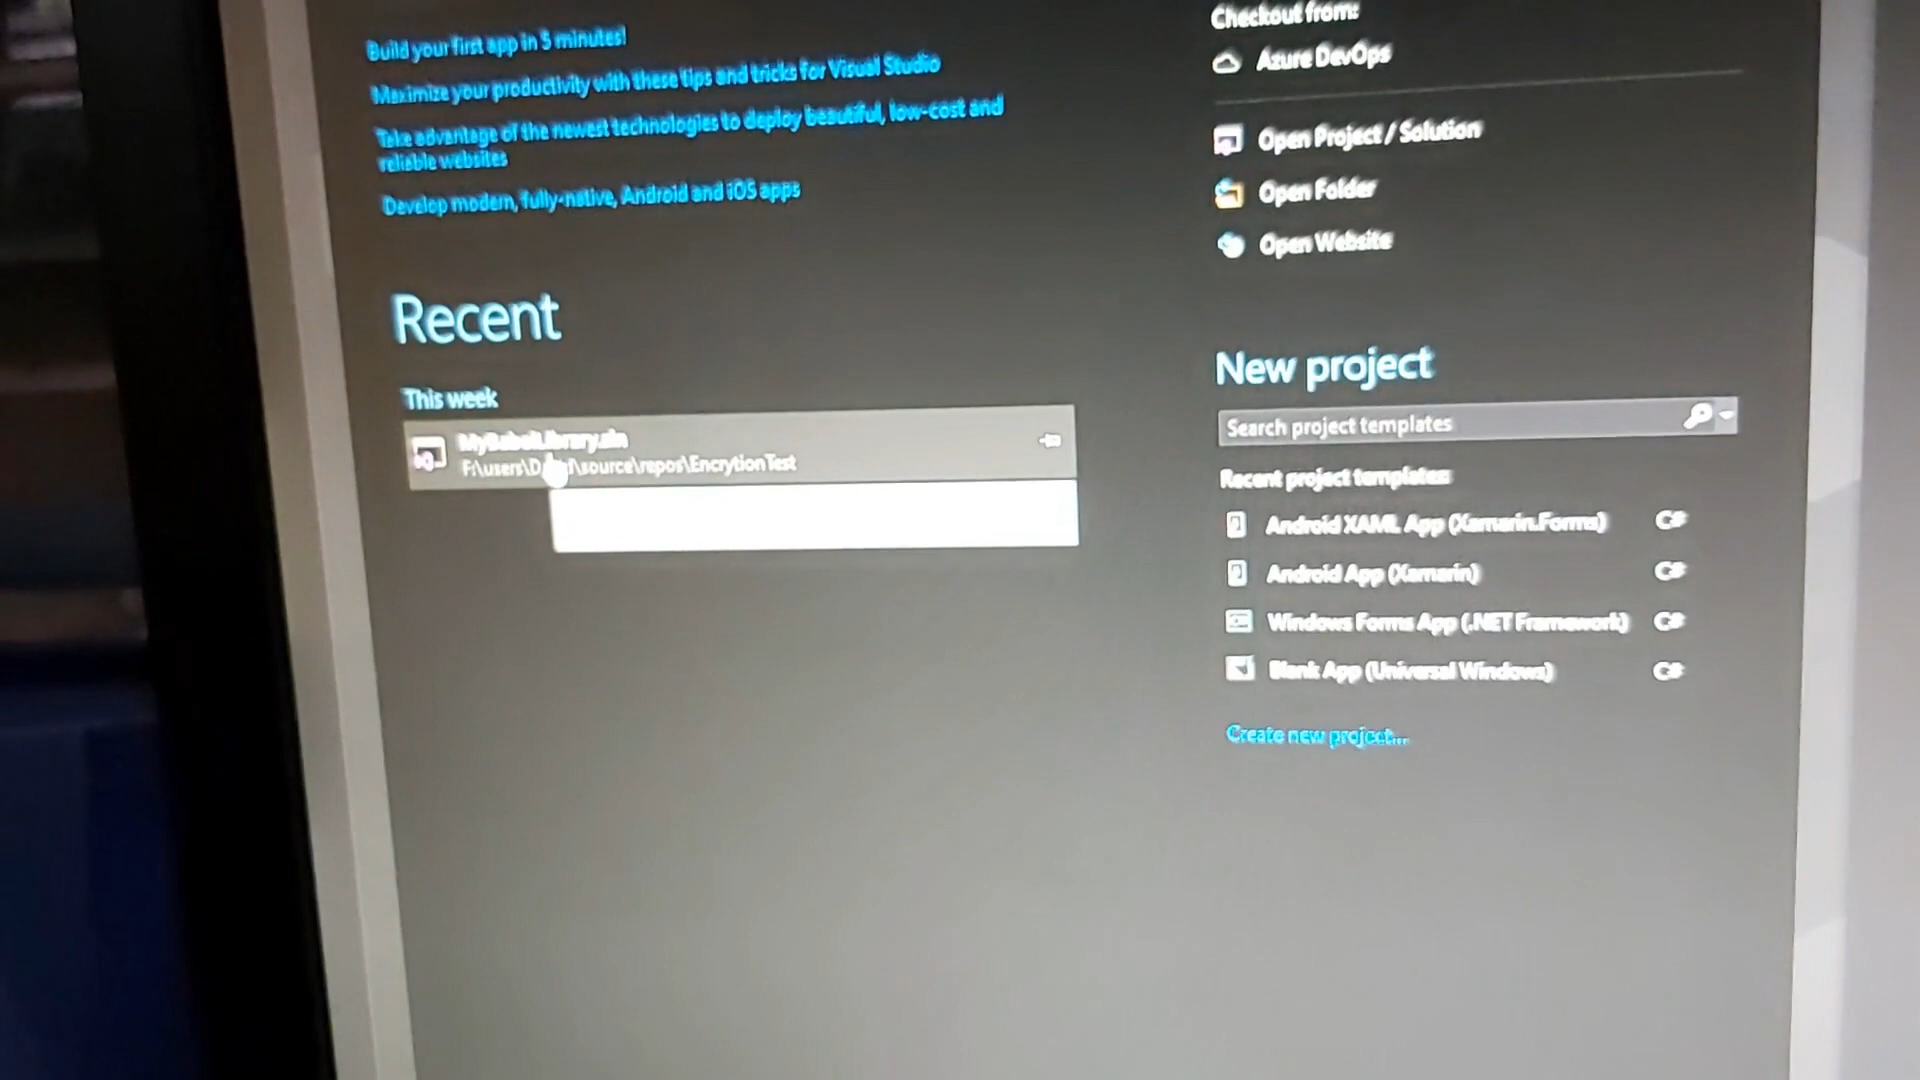 Build your first app in 5 minutes!
Maximize your productivity with these tips and tricks for Visual Studio
Take advantage of the newest technologies to deploy beautiful, low-cost and
reliable websites
Develop modern, fully-native, Android and iOS apps
Recent
This week
MyBabelLibrary.sln
F:\users\D \source\repos\EncrytionTest
Checkout from:
Azure DevOps
Open Project / Solution
Open Folder
Open Website
New project
Search project templates
Recent project templates
Android XAML App (Xamarin.Forms) C#
Android App (Xamarin) C#
Windows Forms App (.NET Framework) C#
Blank App (Universal Windows) C#
Create new project...